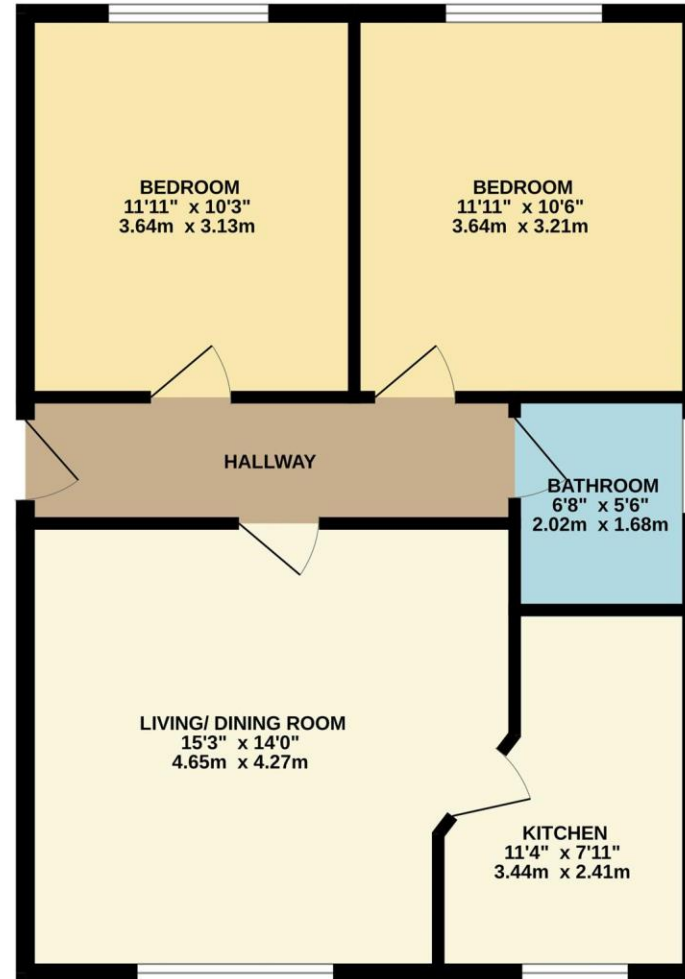 BEDROOM
11'11" x 10'3"
3.64m x 3.13m
BEDROOM
11'11" x 10'6"
3.64m x 3.21m
HALLWAY
BATHROOM
6'8" x 5'6"
2.02m x 1.68m
LIVING/ DINING ROOM
15'3" x 14'0"
4.65m x 4.27m
KITCHEN
11'4" x 7'11"
3.44m x 2.41m